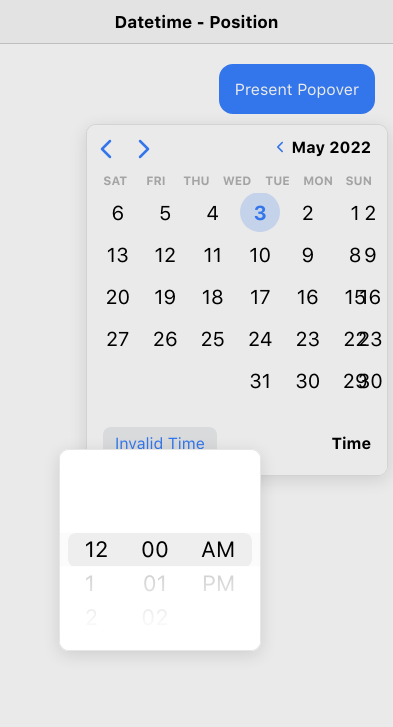 Datetime - Position
Present Popover
May 2022
SAT FRI THU WED TUE MON SUN
6 5 4 3 2 1 2
13 12 11 10 9 8 9
20 19 18 17 16 15 16
27 26 25 24 23 22 23
31 30 29 30
Invalid Time Time
12 00 AM
1 01 PM
2 02